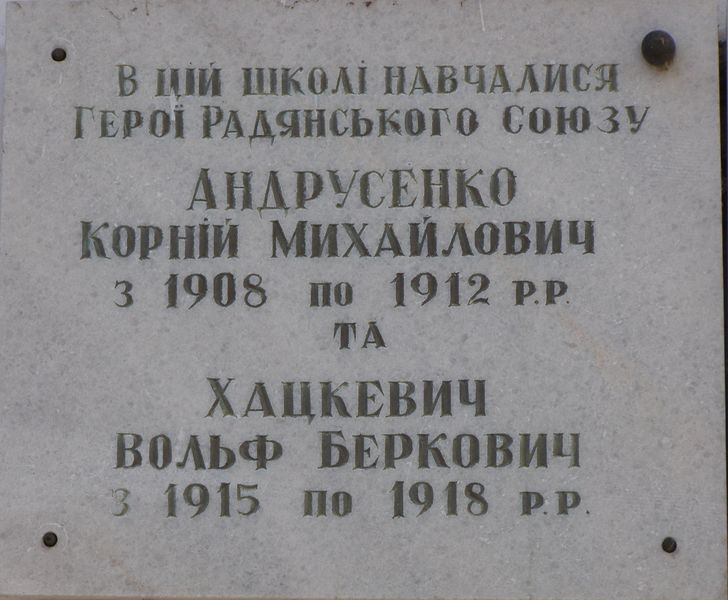 В ЦІЙ ШКОЛІ НАВЧАЛИСЯ
ГЕРОЇ РАДЯНСЬКОГО СОЮЗУ
АНДРУСЕНКО
КОРНІЙ МИХАЙЛОВИЧ
З 1908 ПО 1912 Р.Р.
ТА
ХАЦКЕВИЧ
ВОЛЬФ БЕРКОВИЧ
З 1915 ПО 1918 Р.Р.